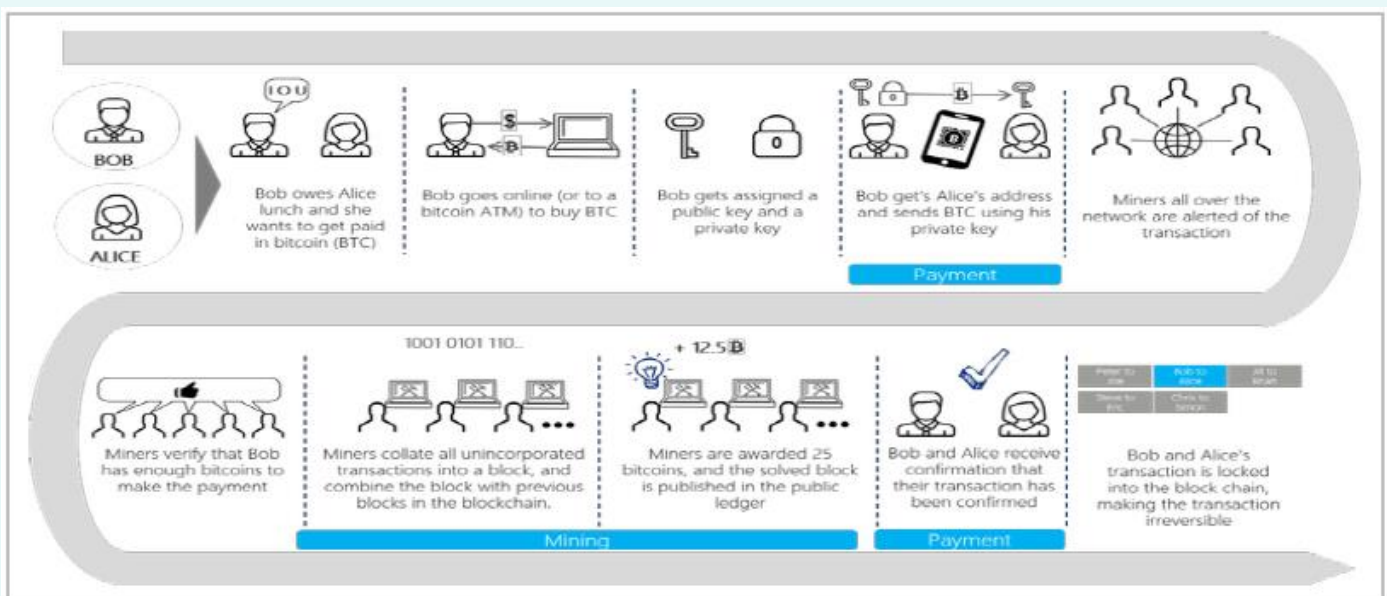 IOU
BOB
ALICE
Bob owes Alice
lunch and she
wants to get paid
in bitcoin (BTC)
$
B
Bob goes online (or to a
bitcoin ATM) to buy BTC
Bob gets assigned a
public key and a
private key
B
Bob get's Alice's address
and sends BTC using his
private key
Payment
Miners all over the
network are alerted of the
transaction
Miners verify that Bob
has enough bitcoins to
make the payment
1001 0101 110...
Miners collate all unincorporated
transactions into a block, and
combine the block with previous
blocks in the blockchain.
+ 12.5 B
Miners are awarded 25
bitcoins, and the solved block
is published in the public
ledger
Mining
Bob and Alice receive
confirmation that
their transaction has
been confirmed
Payment
Bob to
Alice
Bob and Alice's
transaction is locked
into the block chain,
making the transaction
irreversible